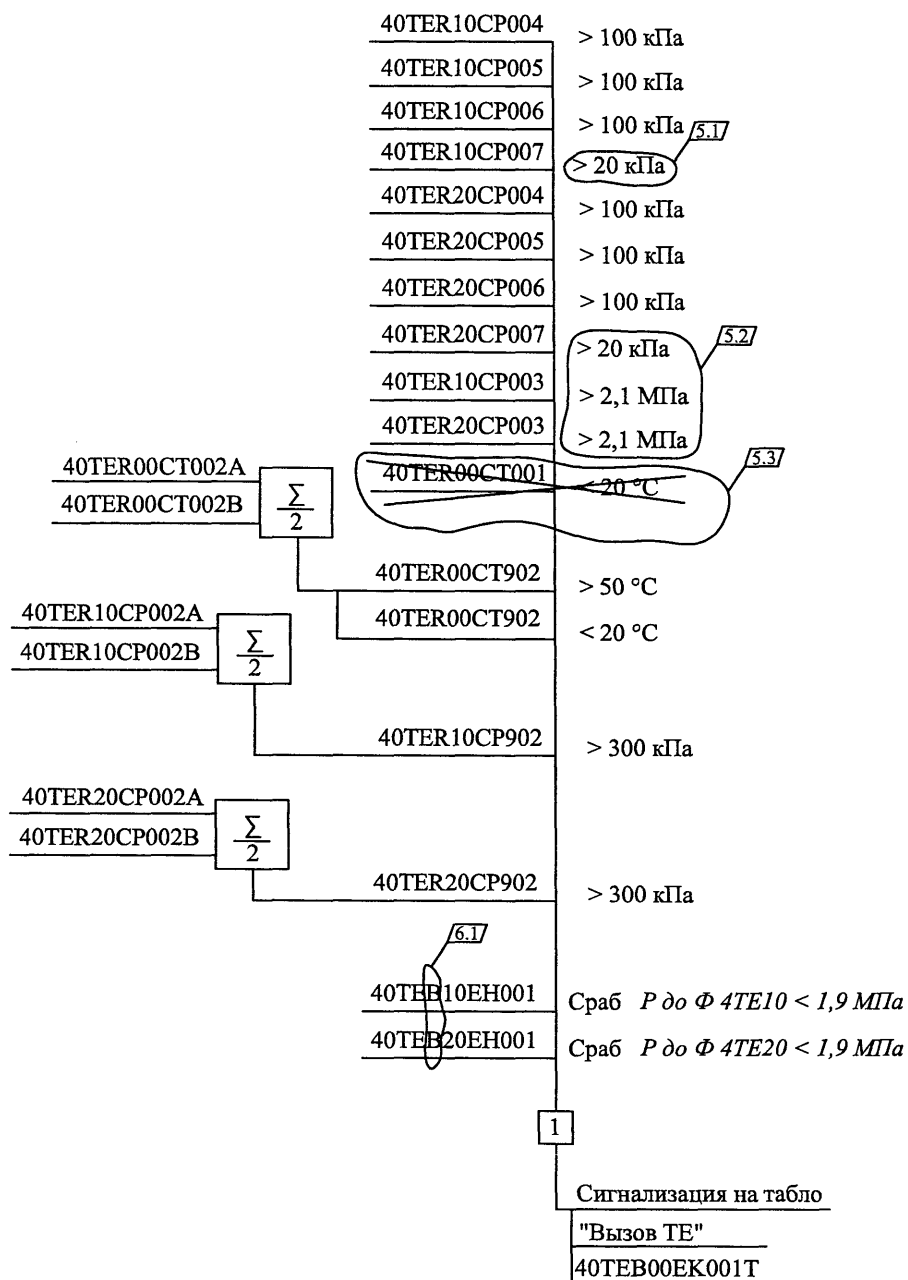 40TER10CP004 > 100 кПа
40TER10CP005 > 100 кПа
40TER10CP006 > 100 кПа
5.1
40TER10CP007 > 20 кПа
40TER20CP004 > 100 кПа
40TER20CP005 > 100 кПа
40TER20CP006 > 100 кПа
5.2
40TER20CP007 > 20 кПа
40TER10CP003 > 2,1 МПа
40TER20CP003 > 2,1 МПа
5.3
40TER00CT001 < 20 °C
40TER00CT002A
40TER00CT002B
Σ
2
40TER00CT902 > 50 °C
40TER00CT902 < 20 °C
40TER10CP002A
40TER10CP002B
Σ
2
40TER10CP902 > 300 кПа
40TER20CP002A
40TER20CP002B
Σ
2
40TER20CP902 > 300 кПа
6.1
40TEB10EH001 Сраб Р до Ф 4ТЕ10 < 1,9 МПа
40TEB20EH001 Сраб Р до Ф 4ТЕ20 < 1,9 МПа
1
Сигнализация на табло
"Вызов ТЕ"
40TEB00EK001T